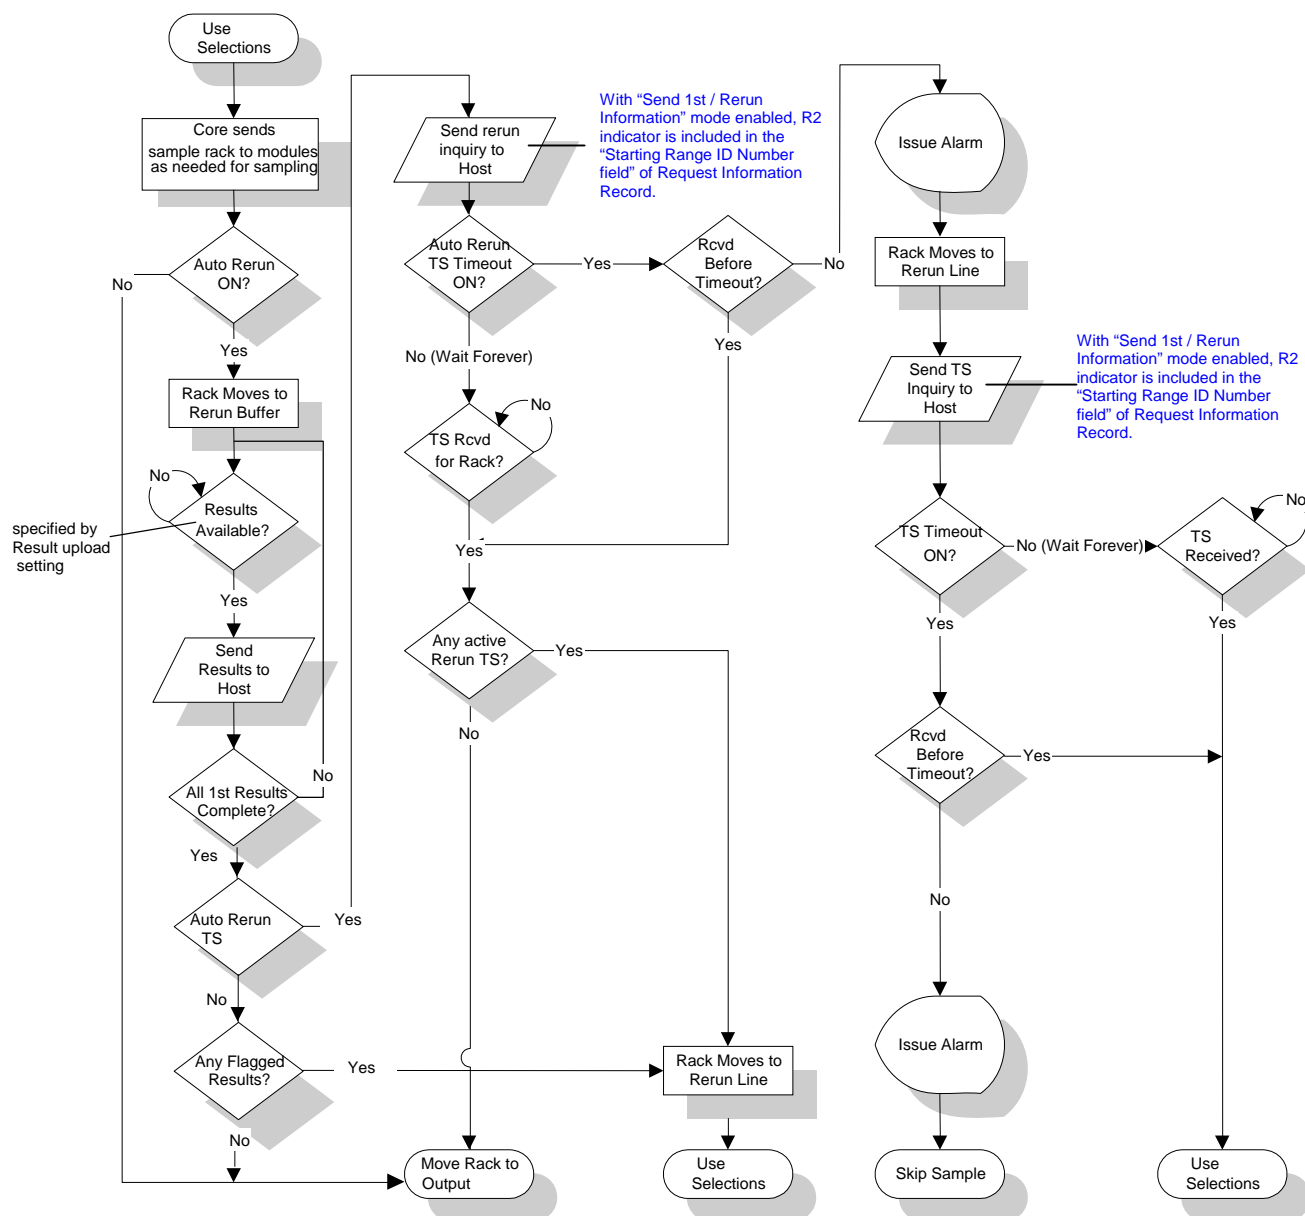 Use
Selections
Core sends
sample rack to modules
as needed for sampling
Auto Rerun
ON?
No
Yes
Rack Moves to
Rerun Buffer
No
Results
Available?
specified by
Result upload
setting
Yes
Send
Results to
Host
No
All 1st Results
Complete?
Yes
Auto Rerun
TS
Yes
No
Any Flagged
Results?
Yes
No
Send rerun
inquiry to
Host
With “Send 1st / Rerun
Information” mode enabled, R2
indicator is included in the
“Starting Range ID Number
field” of Request Information
Record.
Auto Rerun
TS Timeout
ON?
Yes
Rcvd
Before
Timeout?
No
Yes
No (Wait Forever)
TS Rcvd
for Rack?
No
Yes
Any active
Rerun TS?
Yes
No
Rack Moves to
Rerun Line
Move Rack to
Output
Use
Selections
Issue Alarm
Rack Moves to
Rerun Line
Send TS
Inquiry to
Host
With “Send 1st / Rerun
Information” mode enabled, R2
indicator is included in the
“Starting Range ID Number
field” of Request Information
Record.
TS Timeout
ON?
No (Wait Forever)
TS
Received?
No
Yes
Yes
Rcvd
Before
Timeout?
Yes
No
Issue Alarm
Skip Sample
Use
Selections